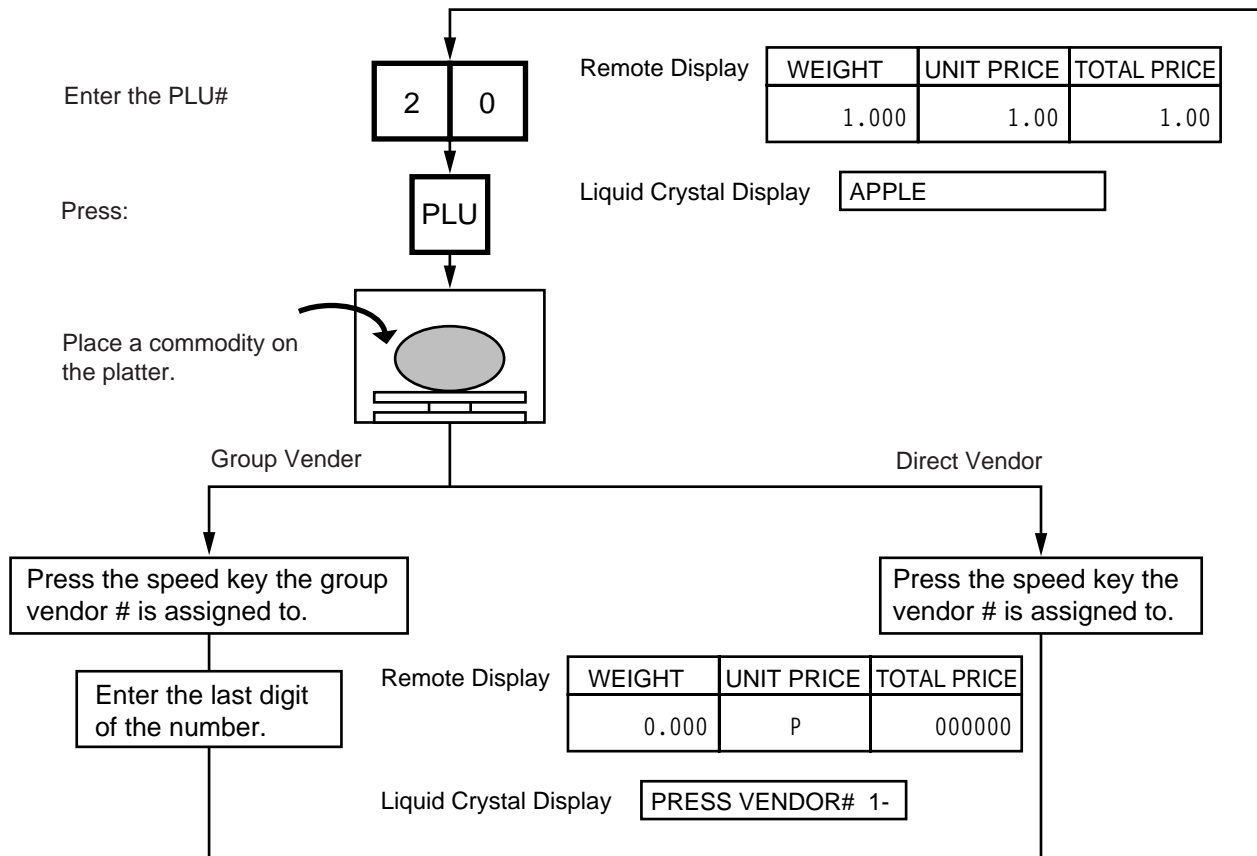 Enter the PLU#
2 0
Remote Display
WEIGHT UNIT PRICE TOTAL PRICE
1.000 1.00 1.00
Liquid Crystal Display APPLE
Press:
PLU
Place a commodity on
the platter.
Group Vender
Direct Vendor
Press the speed key the group
vendor # is assigned to.
Press the speed key the
vendor # is assigned to.
Enter the last digit
of the number.
Remote Display
WEIGHT UNIT PRICE TOTAL PRICE
0.000 P 000000
Liquid Crystal Display PRESS VENDOR# 1-